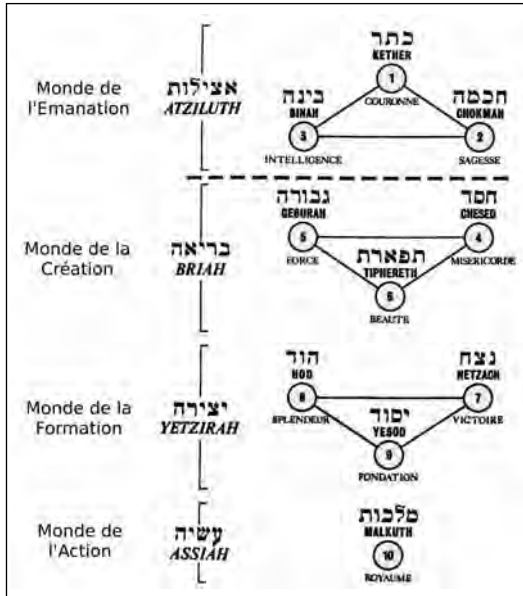 כתר
KETHER
1
COURONNE
Monde de
l'Emanation
אצילות
ATZILUTH
בינה
BINAH
3
INTELLIGENCE
חכמה
CHOKMAH
2
SAGESSE
גבורה
GEBURAH
5
FORCE
חסד
CHESED
4
MISERICORDE
Monde de la
Création
בריאה
BRIAH
תפארת
TIPHERETH
6
BEAUTE
הוד
HOD
8
SPLENDEUR
נצח
NETZACH
7
VICTOIRE
Monde de la
Formation
יצירה
YETZIRAH
יסוד
YESOD
9
FONDATION
Monde de
l'Action
עשיה
ASSIAH
מלכות
MALKUTH
10
ROYAUME